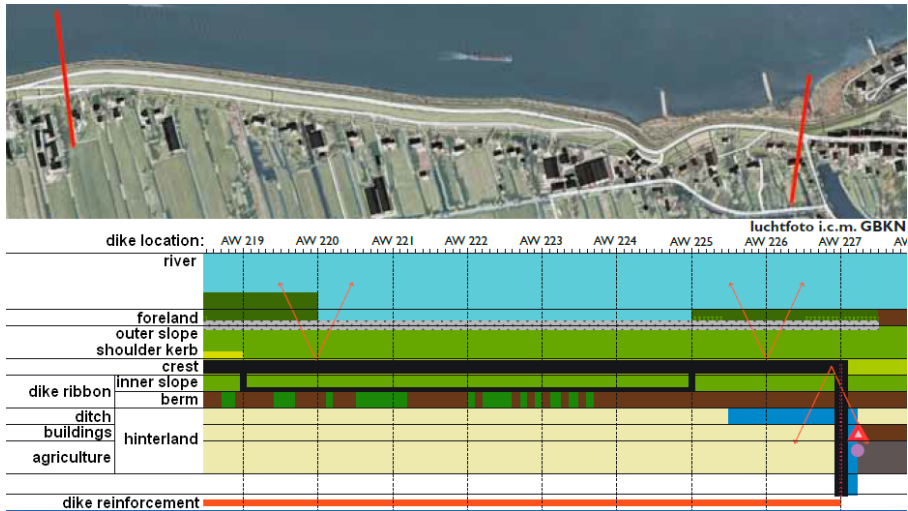 luchtfoto i.c.m. GBKN
dike location: AW 219 AW 220 AW 221 AW 222 AW 223 AW 224 AW 225 AW 226 AW 227 AW
river
foreland
outer slope
shoulder kerb
crest
dike ribbon inner slope
berm
ditch
buildings hinterland
agriculture
dike reinforcement